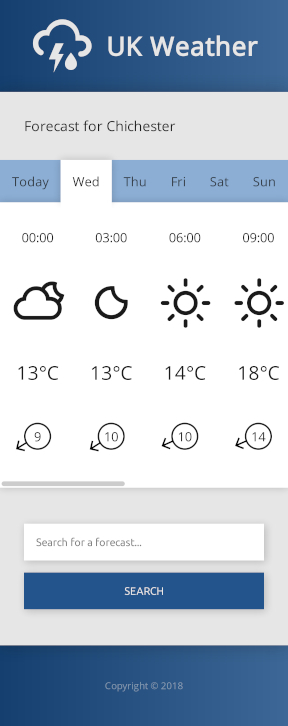 UK Weather
Forecast for Chichester
Today Wed Thu Fri Sat Sun
00:00 03:00 06:00 09:00
13°C 13°C 14°C 18°C
9 10 10 14
Search for a forecast...
SEARCH
Copyright © 2018